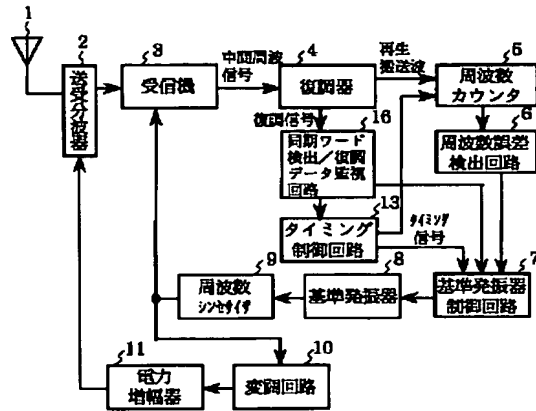 1
2
送受分波器
3
受信機
中間周波
信号
4
復調器
再生
搬送波
5
周波数
カウンタ
復調信号
16
同期ワード
検出/復調
データ監視
回路
6
周波数誤差
検出回路
13
タイミング
制御回路
タイミング
信号
9
周波数
シンセサイザ
8
基準発振器
7
基準発振器
制御回路
11
電力
増幅器
10
変調回路